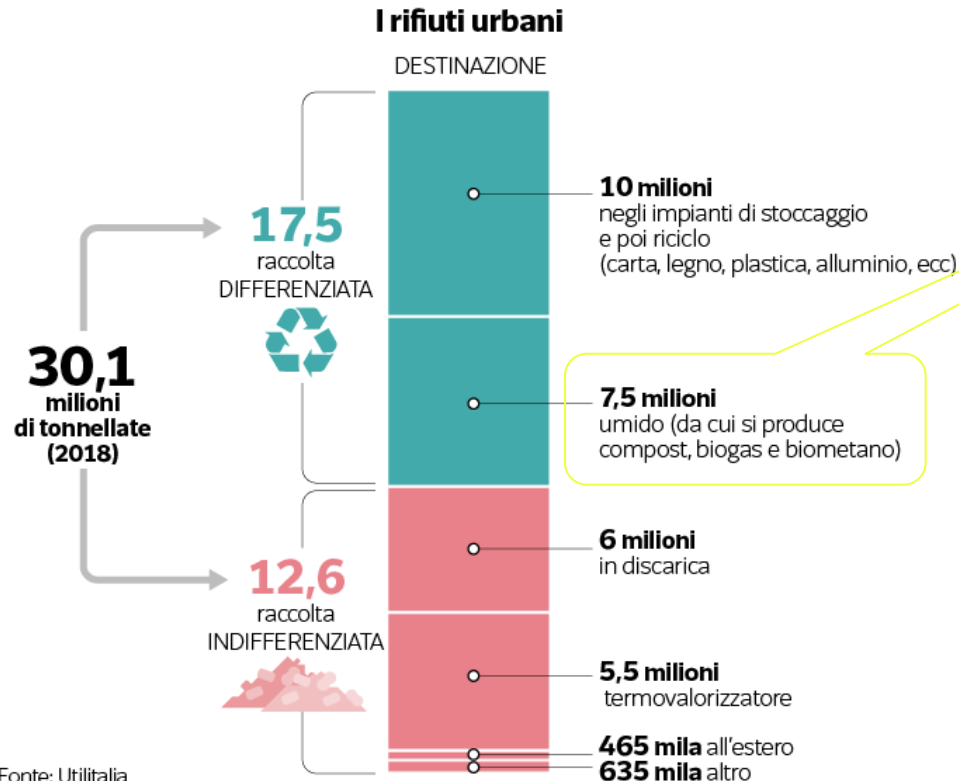 I rifiuti urbani
DESTINAZIONE
30,1
milioni
di tonnellate
(2018)
17,5
raccolta
DIFFERENZIATA
10 milioni
negli impianti di stoccaggio
e poi riciclo
(carta, legno, plastica, alluminio, ecc)
7,5 milioni
umido (da cui si produce
compost, biogas e biometano)
12,6
raccolta
INDIFFERENZIATA
6 milioni
in discarica
5,5 milioni
termovalorizzatore
465 mila all'estero
635 mila altro
Fonte: Utilitalia